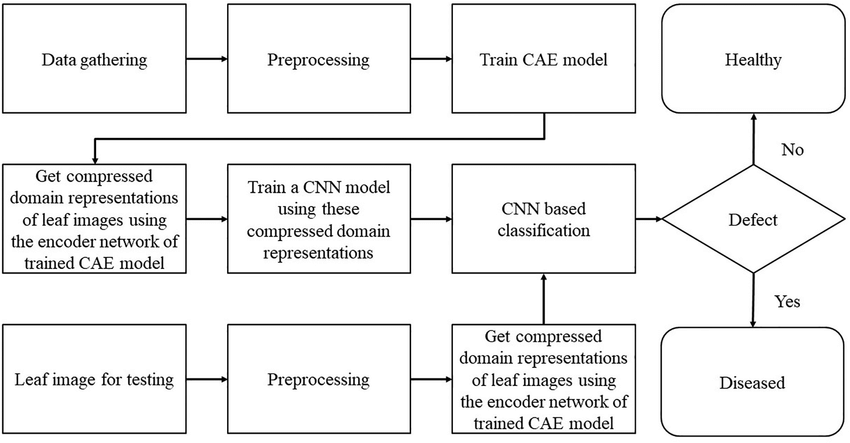 Data gathering
Preprocessing
Train CAE model
Healthy
Get compressed
domain representations
of leaf images using
the encoder network of
trained CAE model
Train a CNN model
using these
compressed domain
representations
CNN based
classification
No
Defect
Yes
Leaf image for testing
Preprocessing
Get compressed
domain representations
of leaf images using
the encoder network of
trained CAE model
Diseased